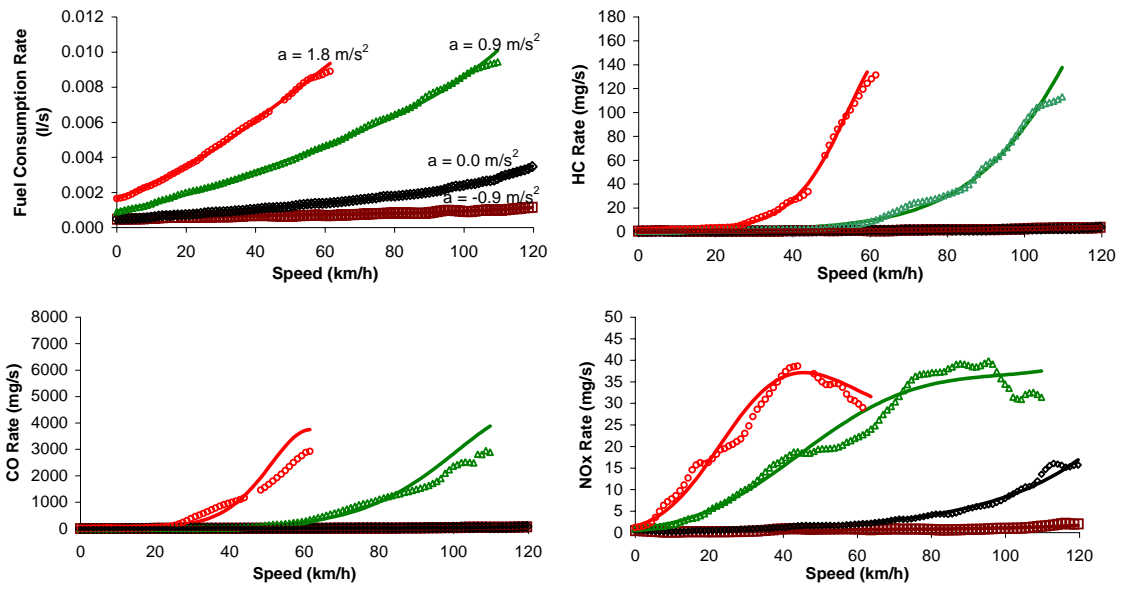 Fuel Consumption Rate
(l/s)
0.012
0.010
0.008
0.006
0.004
0.002
0.000
a = 1.8 m/s²
a = 0.9 m/s²
a = 0.0 m/s²
a = -0.9 m/s²
0 20 40 60 80 100 120
Speed (km/h)
HC Rate (mg/s)
180
160
140
120
100
80
60
40
20
0
0 20 40 60 80 100 120
Speed (km/h)
CO Rate (mg/s)
8000
7000
6000
5000
4000
3000
2000
1000
0
0 20 40 60 80 100 120
Speed (km/h)
NOx Rate (mg/s)
50
45
40
35
30
25
20
15
10
5
0
0 20 40 60 80 100 120
Speed (km/h)